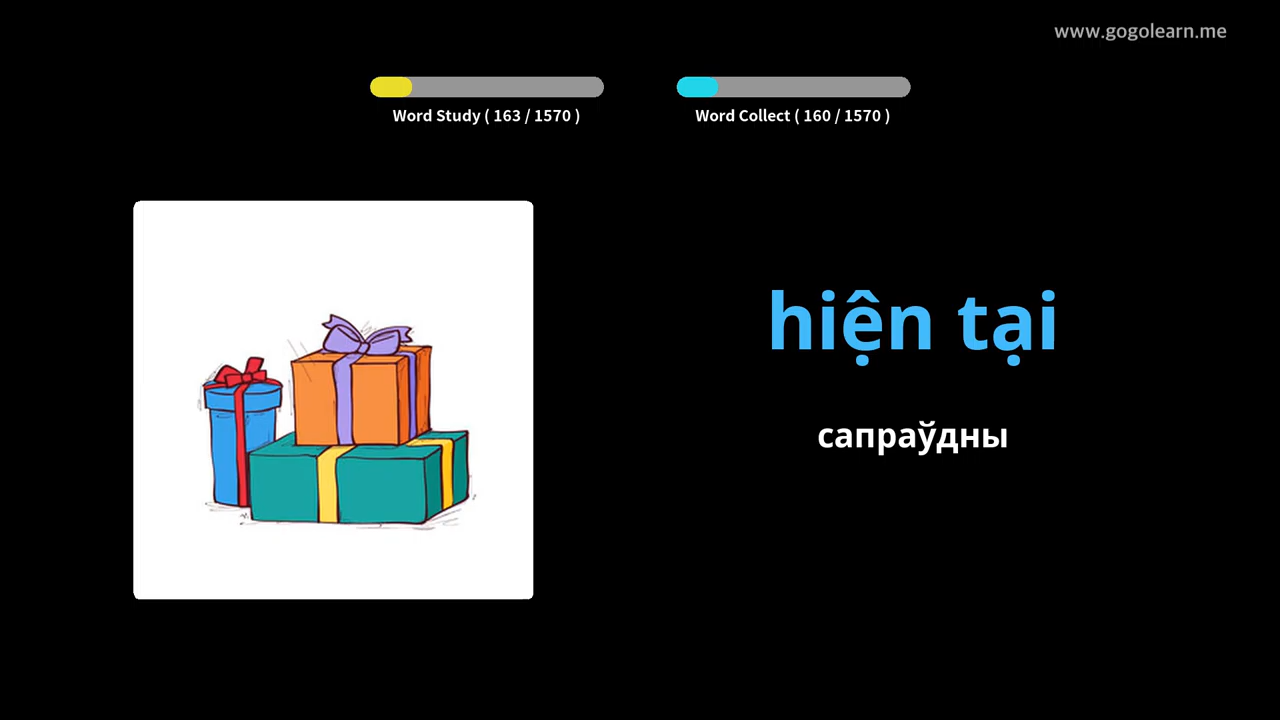 www.gogolearn.me
Word Study ( 163 / 1570 )
Word Collect ( 160 / 1570 )
hiện tại
сапраўдны